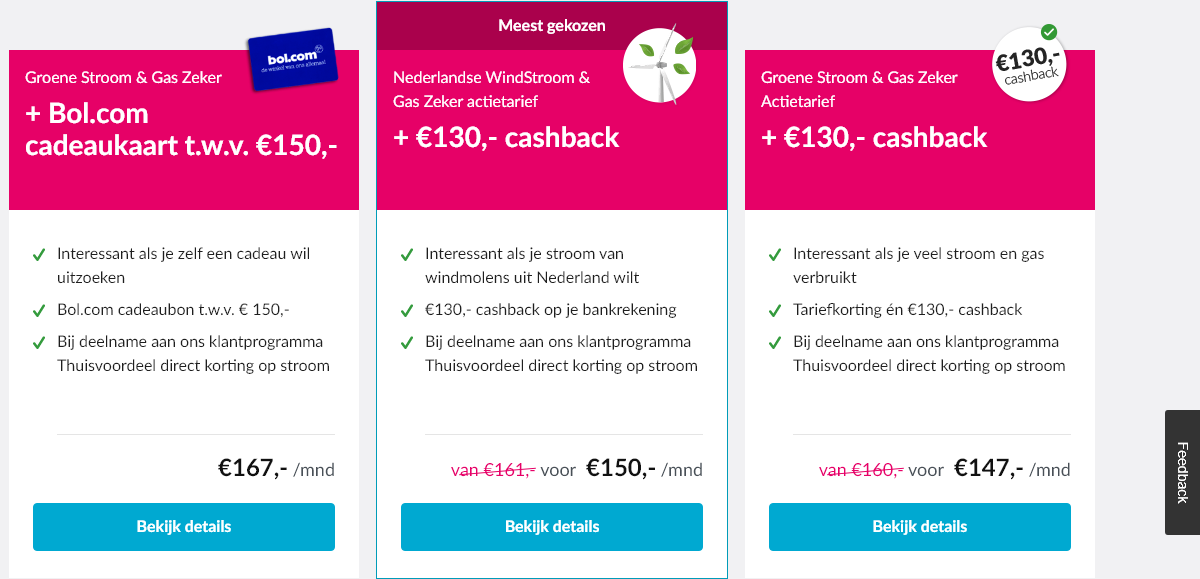 bol.com
de winkel van ons allemaal
Groene Stroom & Gas Zeker
+ Bol.com
cadeaukaart t.w.v. €150,-
Interessant als je zelf een cadeau wil
uitzoeken
Bol.com cadeaubon t.w.v. € 150,-
Bij deelname aan ons klantprogramma
Thuisvoordeel direct korting op stroom
€167,- /mnd
Bekijk details
Meest gekozen
Nederlandse WindStroom &
Gas Zeker actietarief
+ €130,- cashback
Interessant als je stroom van
windmolens uit Nederland wilt
€130,- cashback op je bankrekening
Bij deelname aan ons klantprogramma
Thuisvoordeel direct korting op stroom
van €161,- voor €150,- /mnd
Bekijk details
€130,-
cashback
Groene Stroom & Gas Zeker
Actietarief
+ €130,- cashback
Interessant als je veel stroom en gas
verbruikt
Tariefkorting én €130,- cashback
Bij deelname aan ons klantprogramma
Thuisvoordeel direct korting op stroom
van €160,- voor €147,- /mnd
Bekijk details
Feedback